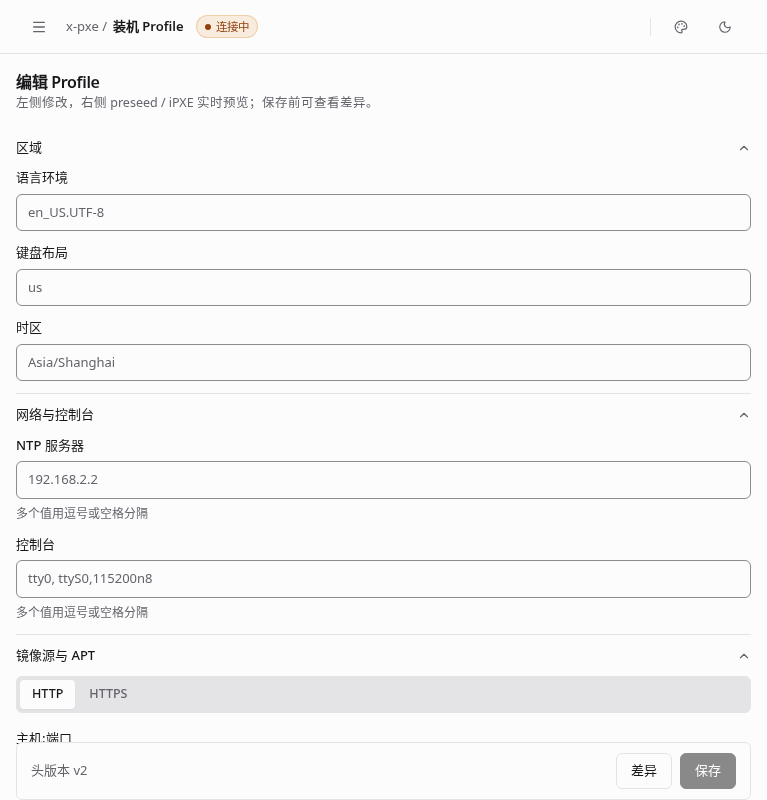 x-pxe / 装机 Profile 连接中
编辑 Profile
左侧修改，右侧 preseed / iPXE 实时预览；保存前可查看差异。
区域
语言环境
en_US.UTF-8
键盘布局
us
时区
Asia/Shanghai
网络与控制台
NTP 服务器
192.168.2.2
多个值用逗号或空格分隔
控制台
tty0, ttyS0,115200n8
多个值用逗号或空格分隔
镜像源与 APT
HTTP HTTPS
主机:端口
头版本 v2 差异 保存